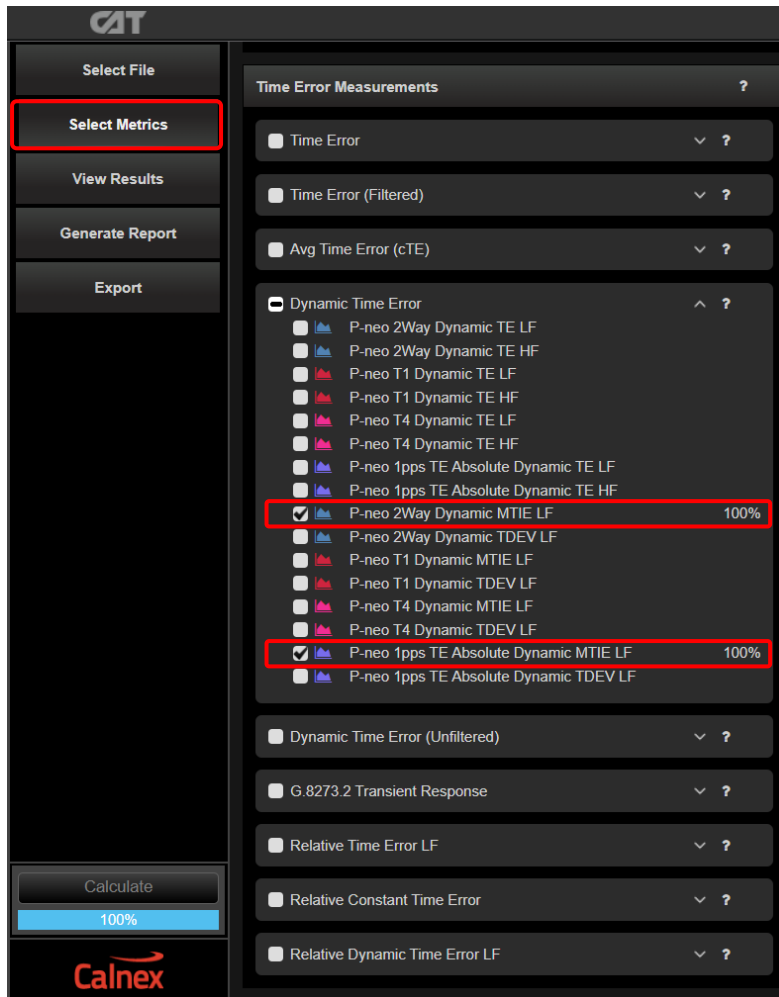 CAT
Select File
Select Metrics
View Results
Generate Report
Export
Time Error Measurements ?
Time Error ?
Time Error (Filtered) ?
Avg Time Error (cTE) ?
Dynamic Time Error ?
P-neo 2Way Dynamic TE LF
P-neo 2Way Dynamic TE HF
P-neo T1 Dynamic TE LF
P-neo T1 Dynamic TE HF
P-neo T4 Dynamic TE LF
P-neo T4 Dynamic TE HF
P-neo 1pps TE Absolute Dynamic TE LF
P-neo 1pps TE Absolute Dynamic TE HF
P-neo 2Way Dynamic MTIE LF 100%
P-neo 2Way Dynamic TDEV LF
P-neo T1 Dynamic MTIE LF
P-neo T1 Dynamic TDEV LF
P-neo T4 Dynamic MTIE LF
P-neo T4 Dynamic TDEV LF
P-neo 1pps TE Absolute Dynamic MTIE LF 100%
P-neo 1pps TE Absolute Dynamic TDEV LF
Dynamic Time Error (Unfiltered) ?
G.8273.2 Transient Response ?
Relative Time Error LF ?
Relative Constant Time Error ?
Relative Dynamic Time Error LF ?
Calculate
100%
Calnex